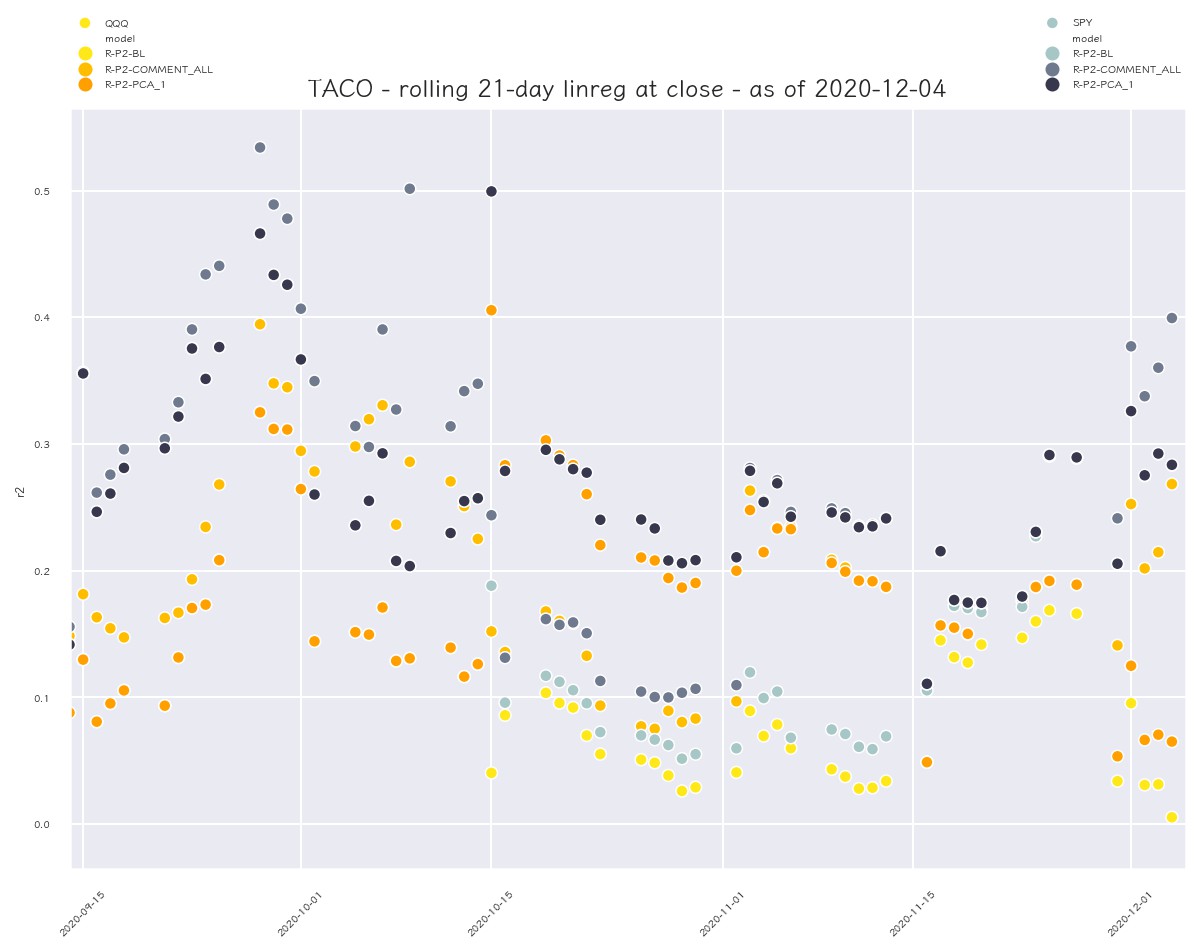 QQQ
model
R-P2-BL
R-P2-COMMENT_ALL
R-P2-PCA_1
SPY
model
R-P2-BL
R-P2-COMMENT_ALL
R-P2-PCA_1
TACO - rolling 21-day linreg at close - as of 2020-12-04
0.5
0.4
0.3
r2
0.2
0.1
0.0
2020-09-15
2020-10-01
2020-10-15
2020-11-01
2020-11-15
2020-12-01